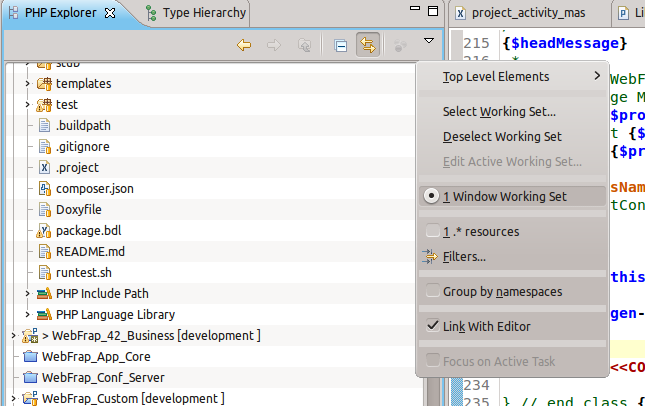 PHP Explorer
Type Hierarchy
project_activity_mas
Li
stub
templates
test
.buildpath
.gitignore
.project
composer.json
Doxyfile
package.bdl
README.md
runtest.sh
PHP Include Path
PHP Language Library
> WebFrap_42_Business [development ]
WebFrap_App_Core
WebFrap_Conf_Server
WebFrap_Custom [development ]
Top Level Elements
Select Working Set...
Deselect Working Set
Edit Active Working Set...
1 Window Working Set
1 .* resources
Filters...
Group by namespaces
Link With Editor
Focus on Active Task
215 {$headMessage}
216 *
WebF
ge M
$pro
t {$
{$pr
sNam
tCon
this
gen-
<<CO
234
235 } // end class {